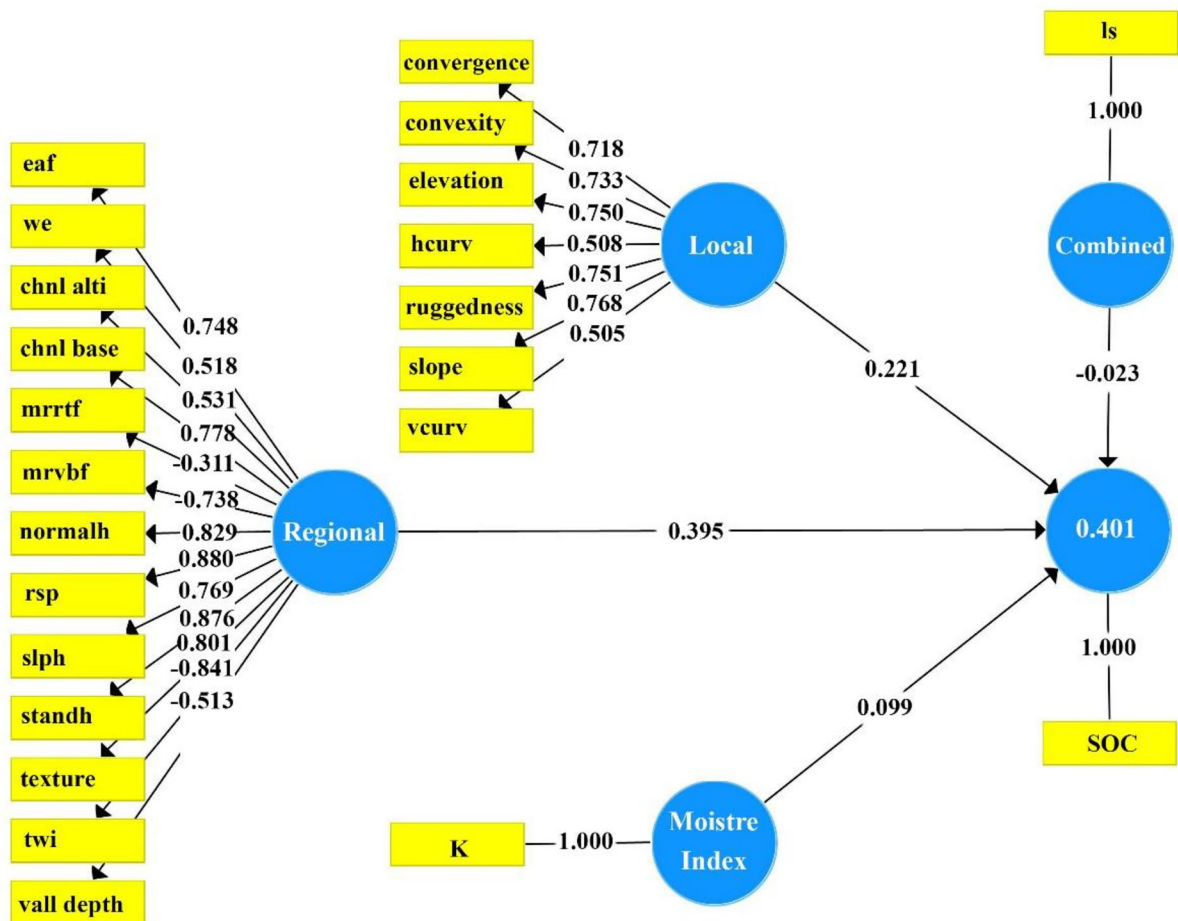 ls
1.000
Combined
-0.023
convergence
convexity
elevation
hcurv
ruggedness
slope
vcurv
0.718
0.733
0.750
0.508
0.751
0.768
0.505
Local
0.221
eaf
we
chnl alti
chnl base
mrrtf
mrvbf
normalh
rsp
slph
standh
texture
twi
vall depth
0.748
0.518
0.531
0.778
-0.311
-0.738
0.829
0.880
0.769
0.876
0.801
-0.841
-0.513
Regional
0.395
0.401
1.000
SOC
0.099
Moistre
Index
1.000
K